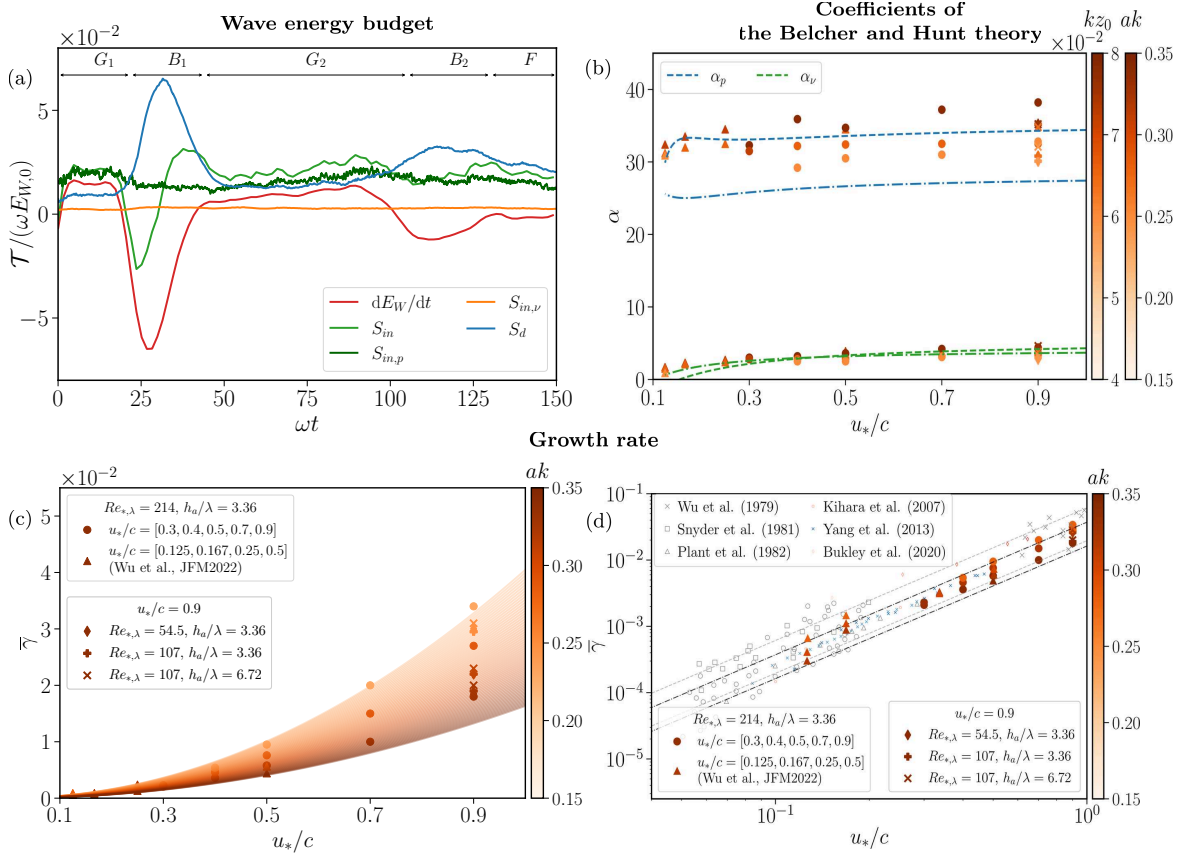 Wave energy budget
×10⁻²
(a)
G₁ B₁ G₂ B₂ F
5
0
−5
𝒯/(ωE_{W,0})
dE_W/dt
S_{in}
S_{in,p}
S_{in,ν}
S_d
0 25 50 75 100 125 150
ωt
Coefficients of
the Belcher and Hunt theory
kz₀ ak
×10⁻²
(b)
α_p α_ν
40
30
20
10
0
α
0.1 0.3 0.5 0.7 0.9
u_*/c
8
7
6
5
4
0.35
0.30
0.25
0.20
0.15
Growth rate
×10⁻²
ak
(c)
Re_{*,λ} = 214, h_a/λ = 3.36
u_*/c = [0.3, 0.4, 0.5, 0.7, 0.9]
u_*/c = [0.125, 0.167, 0.25, 0.5]
(Wu et al., JFM2022)
u_*/c = 0.9
Re_{*,λ} = 54.5, h_a/λ = 3.36
Re_{*,λ} = 107, h_a/λ = 3.36
Re_{*,λ} = 107, h_a/λ = 6.72
5
4
3
2
1
0
γ̅
0.1 0.3 0.5 0.7 0.9
u_*/c
0.35
0.30
0.25
0.20
0.15
ak
(d)
Wu et al. (1979)
Snyder et al. (1981)
Plant et al. (1982)
Kihara et al. (2007)
Yang et al. (2013)
Bukley et al. (2020)
10⁻¹
10⁻²
10⁻³
10⁻⁴
10⁻⁵
γ̅
Re_{*,λ} = 214, h_a/λ = 3.36
u_*/c = [0.3, 0.4, 0.5, 0.7, 0.9]
u_*/c = [0.125, 0.167, 0.25, 0.5]
(Wu et al., JFM2022)
u_*/c = 0.9
Re_{*,λ} = 54.5, h_a/λ = 3.36
Re_{*,λ} = 107, h_a/λ = 3.36
Re_{*,λ} = 107, h_a/λ = 6.72
10⁻¹ 10⁰
u_*/c
0.35
0.30
0.25
0.20
0.15